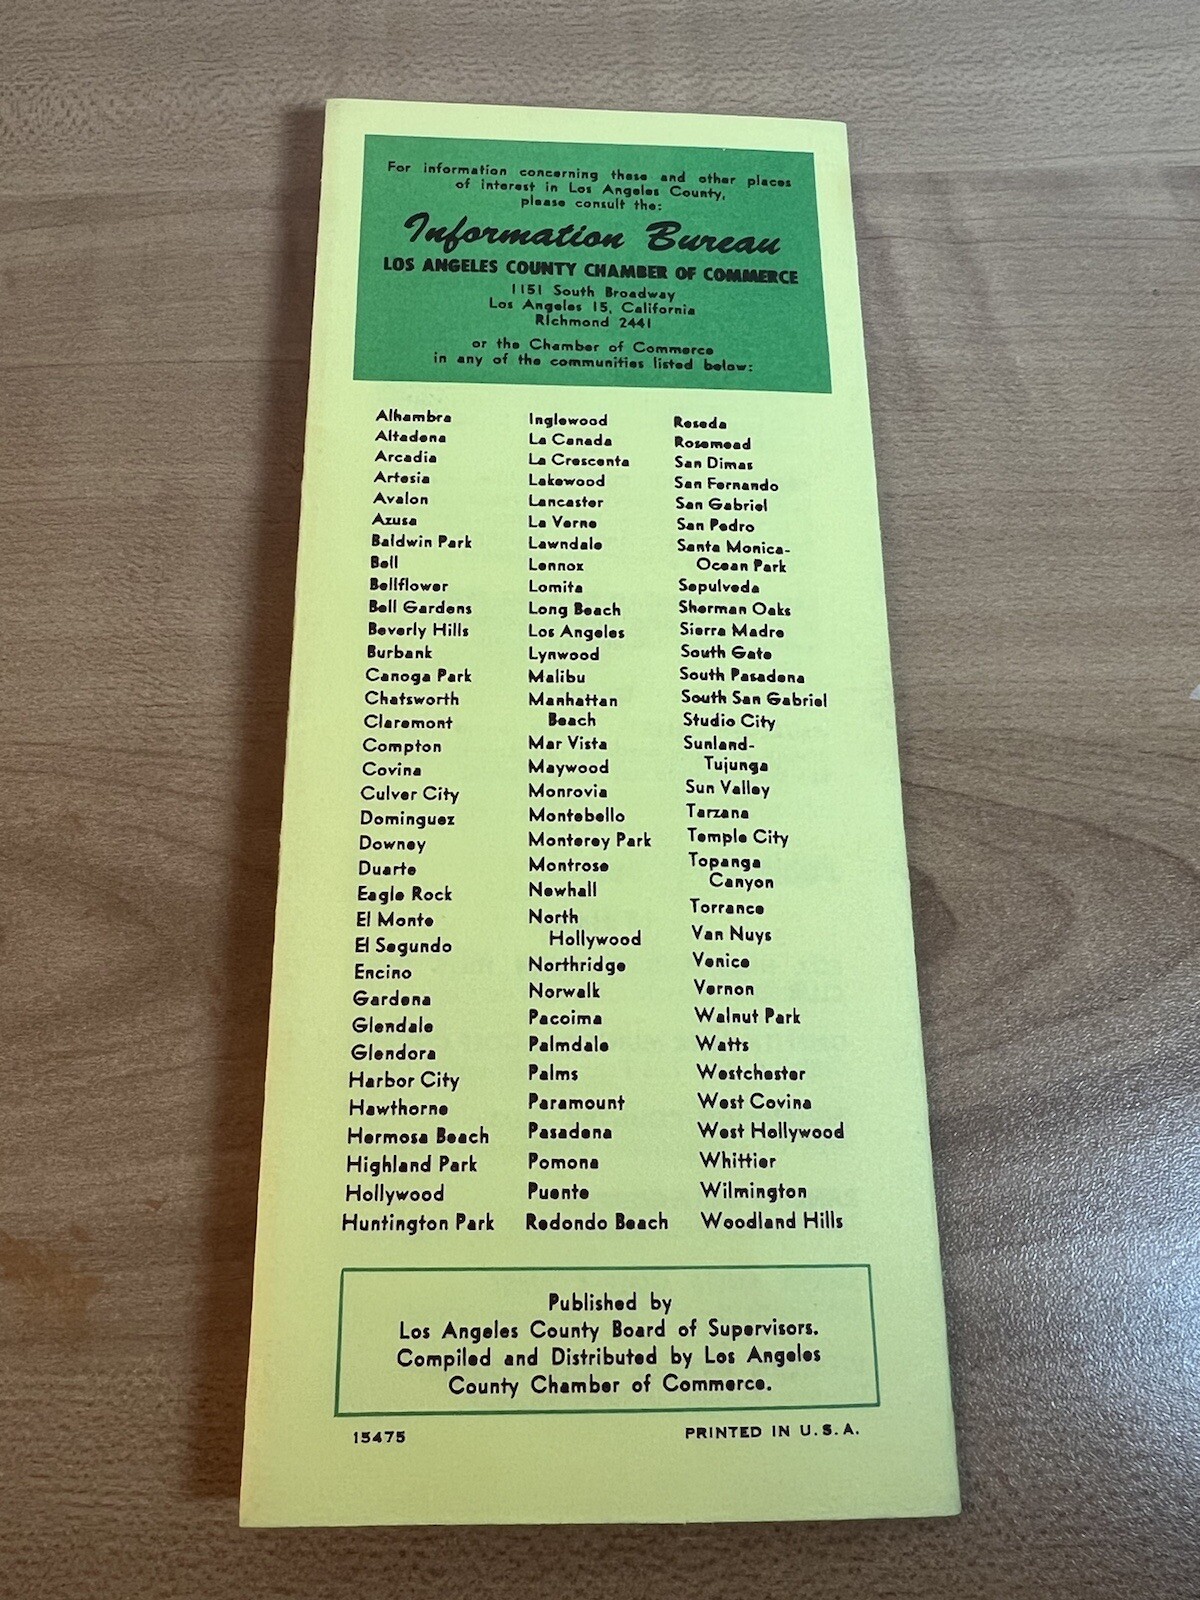 For information concerning these and other places
of interest in Los Angeles County,
please consult the:
Information Bureau
LOS ANGELES COUNTY CHAMBER OF COMMERCE
1151 South Broadway
Los Angeles 15, California
RIchmond 2441
or the Chamber of Commerce
in any of the communities listed below:
Alhambra
Altadena
Arcadia
Artesia
Avalon
Azusa
Baldwin Park
Bell
Bellflower
Bell Gardens
Beverly Hills
Burbank
Canoga Park
Chatsworth
Claremont
Compton
Covina
Culver City
Dominguez
Downey
Duarte
Eagle Rock
El Monte
El Segundo
Encino
Gardena
Glendale
Glendora
Harbor City
Hawthorne
Hermosa Beach
Highland Park
Hollywood
Huntington Park
Inglewood
La Canada
La Crescenta
Lakewood
Lancaster
La Verne
Lawndale
Lennox
Lomita
Long Beach
Los Angeles
Lynwood
Malibu
Manhattan
Beach
Mar Vista
Maywood
Monrovia
Montebello
Monterey Park
Montrose
Newhall
North
Hollywood
Northridge
Norwalk
Pacoima
Palmdale
Palms
Paramount
Pasadena
Pomona
Puente
Redondo Beach
Reseda
Rosemead
San Dimas
San Fernando
San Gabriel
San Pedro
Santa Monica-
Ocean Park
Sepulveda
Sherman Oaks
Sierra Madre
South Gate
South Pasadena
South San Gabriel
Studio City
Sunland-
Tujunga
Sun Valley
Tarzana
Temple City
Topanga
Canyon
Torrance
Van Nuys
Venice
Vernon
Walnut Park
Watts
Westchester
West Covina
West Hollywood
Whittier
Wilmington
Woodland Hills
Published by
Los Angeles County Board of Supervisors.
Compiled and Distributed by Los Angeles
County Chamber of Commerce.
15475
PRINTED IN U.S.A.